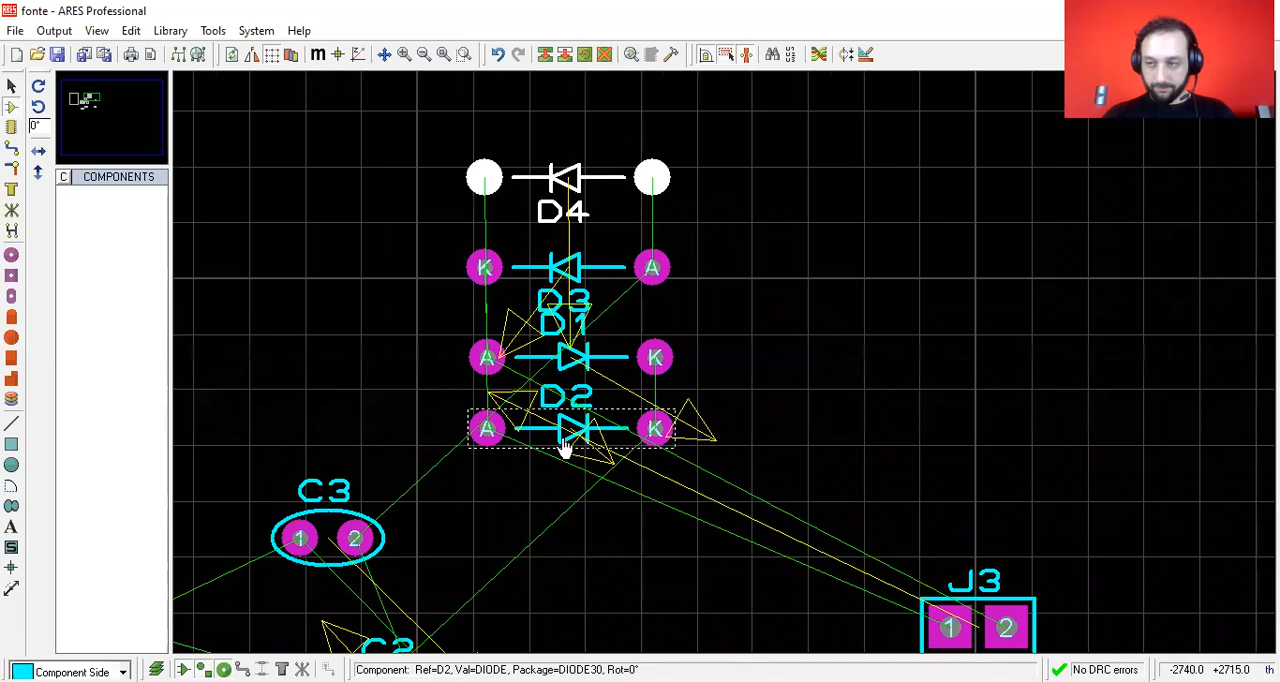 fonte - ARES Professional
File Output View Edit Library Tools System Help
m
0°
C COMPONENTS
D4
K A
D3
D1
A K
D2
A K
C3
1 2
J3
1 2
C2
A
S
Component Side
Component: Ref=D2, Val=DIODE, Package=DIODE30, Rot=0°
No DRC errors
-2740.0 +2715.0 th